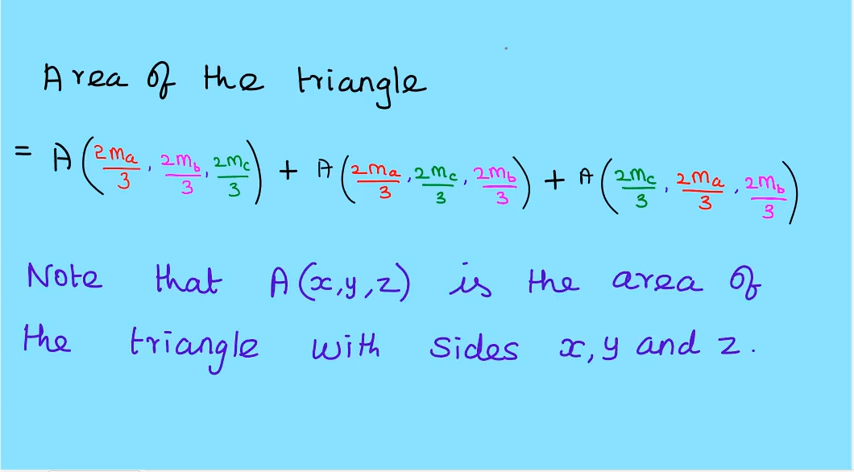 Area of the triangle
= A(2ma/3, 2mb/3, 2mc/3) + A(2ma/3, 2mc/3, 2mb/3) + A(2mc/3, 2ma/3, 2mb/3)
Note that A(x,y,z) is the area of
the triangle with sides x,y and z.